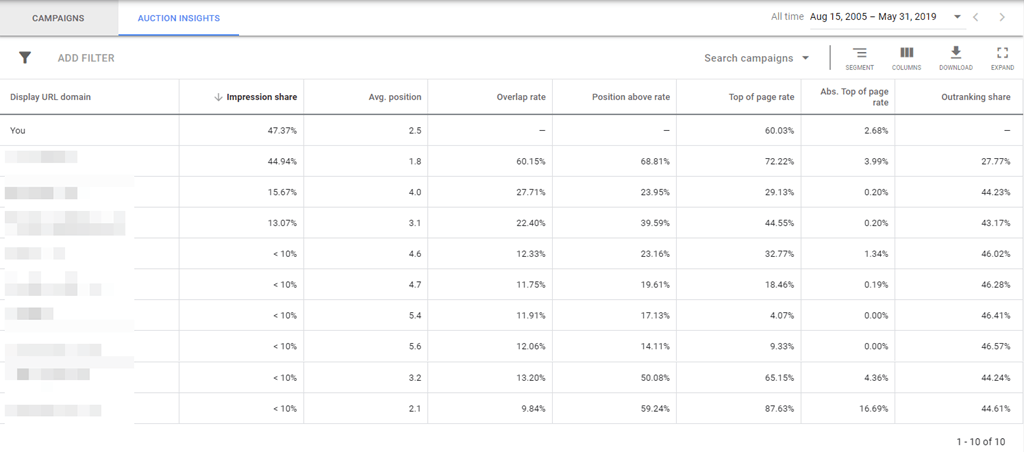 CAMPAIGNS AUCTION INSIGHTS All time Aug 15, 2005 – May 31, 2019
ADD FILTER Search campaigns SEGMENT COLUMNS DOWNLOAD EXPAND
Display URL domain Impression share Avg. position Overlap rate Position above rate Top of page rate Abs. Top of page rate Outranking share
You 47.37% 2.5 — — 60.03% 2.68% —
44.94% 1.8 60.15% 68.81% 72.22% 3.99% 27.77%
15.67% 4.0 27.71% 23.95% 29.13% 0.20% 44.23%
13.07% 3.1 22.40% 39.59% 44.55% 0.20% 43.17%
< 10% 4.6 12.33% 23.16% 32.77% 1.34% 46.02%
< 10% 4.7 11.75% 19.61% 18.46% 0.19% 46.28%
< 10% 5.4 11.91% 17.13% 4.07% 0.00% 46.41%
< 10% 5.6 12.06% 14.11% 9.33% 0.00% 46.57%
< 10% 3.2 13.20% 50.08% 65.15% 4.36% 44.24%
< 10% 2.1 9.84% 59.24% 87.63% 16.69% 44.61%
1 - 10 of 10